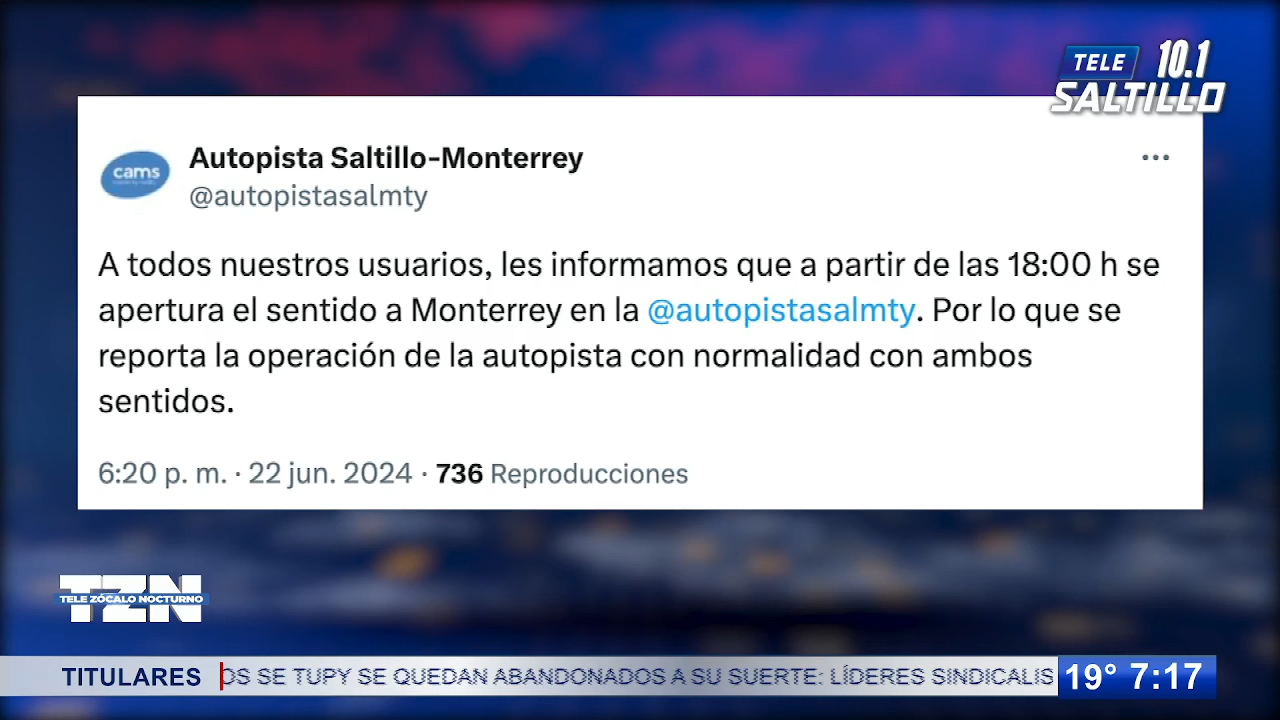 TELE 10.1
SALTILLO
cams
Autopista Saltillo-Monterrey
@autopistasalmty
A todos nuestros usuarios, les informamos que a partir de las 18:00 h se
apertura el sentido a Monterrey en la @autopistasalmty. Por lo que se
reporta la operación de la autopista con normalidad con ambos
sentidos.
6:20 p. m. · 22 jun. 2024 · 736 Reproducciones
TZN
TELE ZÓCALO NOCTURNO
TITULARES OS SE TUPY SE QUEDAN ABANDONADOS A SU SUERTE: LÍDERES SINDICALIS 19° 7:17